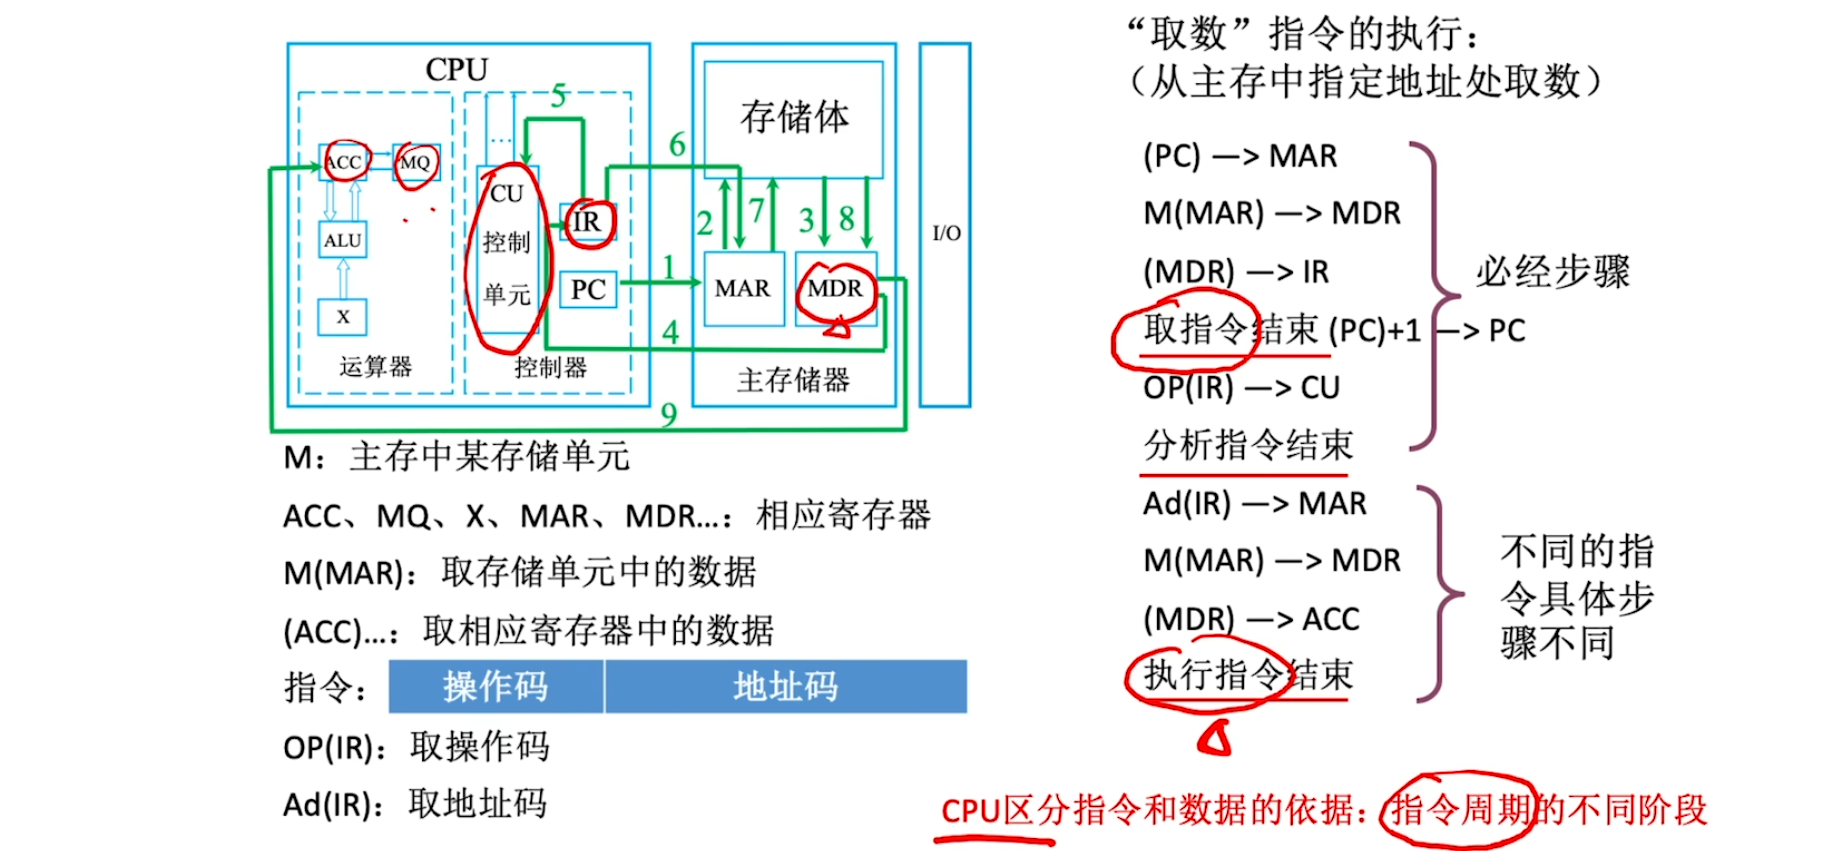 CPU
ACC
MQ
ALU
X
运算器
5
...
CU
控制
单元
IR
PC
控制器
6
1
4
9
存储体
2
7
3
8
MAR
MDR
主存储器
I/O
M：主存中某存储单元
ACC、MQ、X、MAR、MDR...：相应寄存器
M(MAR)：取存储单元中的数据
(ACC)...：取相应寄存器中的数据
指令：操作码 地址码
OP(IR)：取操作码
Ad(IR)：取地址码
“取数”指令的执行：
（从主存中指定地址处取数）
(PC) —> MAR
M(MAR) —> MDR
(MDR) —> IR
取指令结束 (PC)+1 —> PC
OP(IR) —> CU
分析指令结束
必经步骤
Ad(IR) —> MAR
M(MAR) —> MDR
(MDR) —> ACC
执行指令结束
不同的指
令具体步
骤不同
CPU区分指令和数据的依据：指令周期的不同阶段